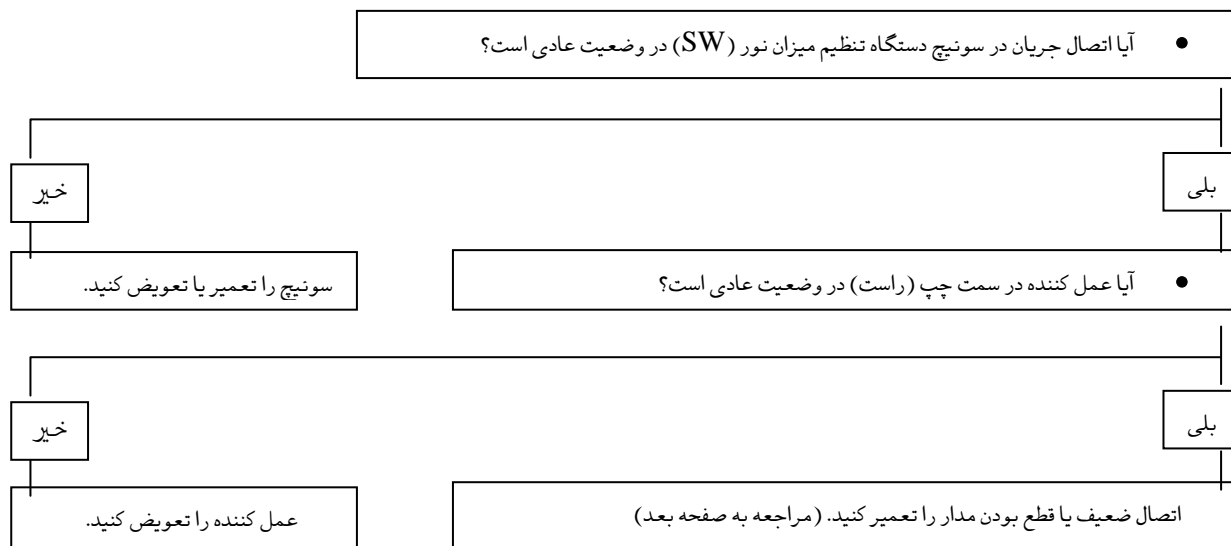 ● آیا اتصال جریان در سوئیچ دستگاه تنظیم میزان نور (SW) در وضعیت عادی است؟
بلی
خیر
● آیا عمل کننده در سمت چپ (راست) در وضعیت عادی است؟
سوئیچ را تعمیر یا تعویض کنید.
بلی
خیر
اتصال ضعیف یا قطع بودن مدار را تعمیر کنید. (مراجعه به صفحه بعد)
عمل کننده را تعویض کنید.